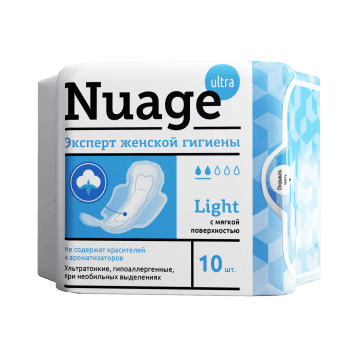 ultra
Nuage
Эксперт женской гигиены
Light
с мягкой
поверхностью
Не содержат красителей
и ароматизаторов
Ультратонкие, гипоаллергенные,
при необильных выделениях
10 шт.